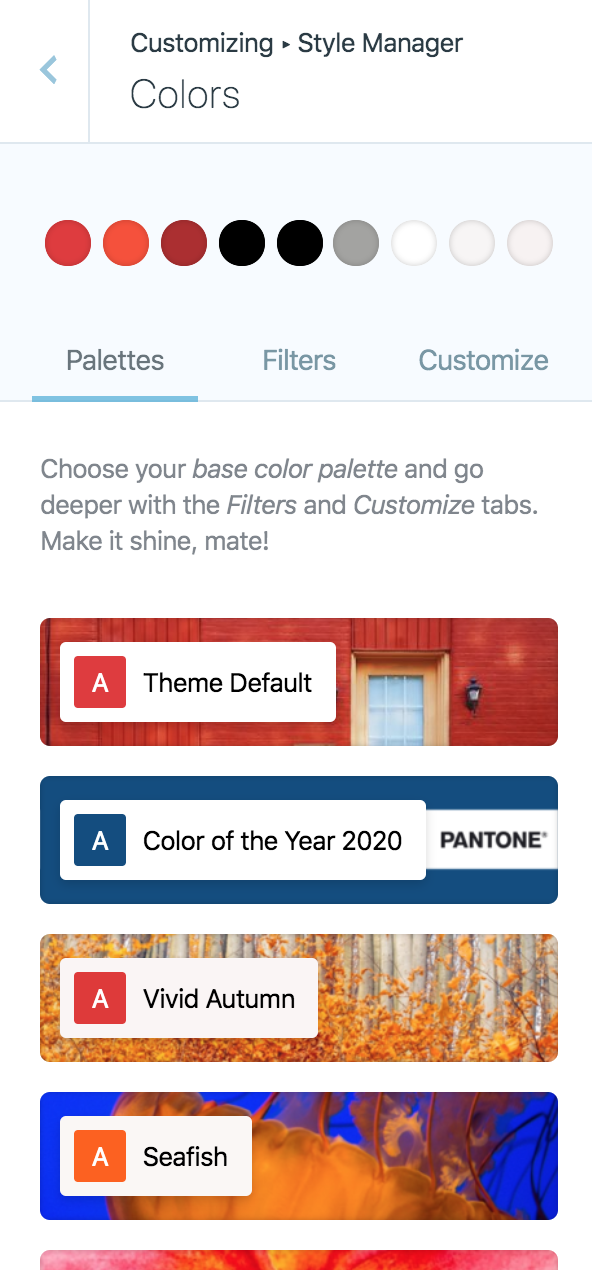 Customizing ▸ Style Manager
Colors
Palettes Filters Customize
Choose your base color palette and go
deeper with the Filters and Customize tabs.
Make it shine, mate!
A Theme Default
A Color of the Year 2020 PANTONE®
A Vivid Autumn
A Seafish